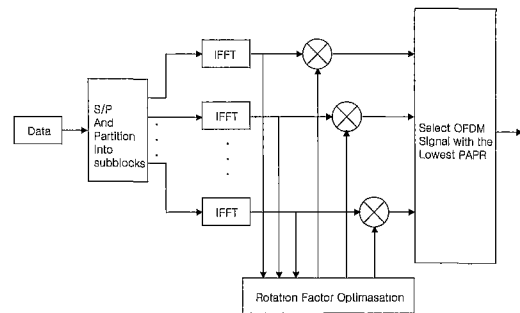 Data
S/P
And
Partition
Into
subblocks
IFFT
IFFT
IFFT
Select OFDM
Signal with the
Lowest PAPR
Rotation Factor Optimasation